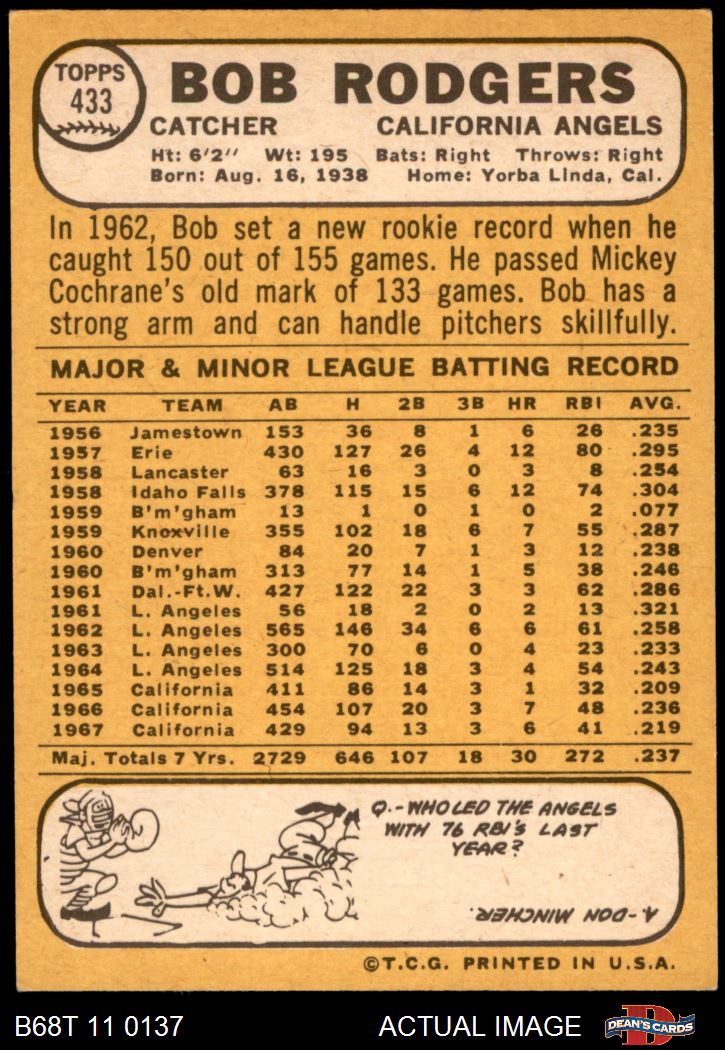 TOPPS
433
BOB RODGERS
CATCHER CALIFORNIA ANGELS
Ht: 6'2" Wt: 195 Bats: Right Throws: Right
Born: Aug. 16, 1938 Home: Yorba Linda, Cal.
In 1962, Bob set a new rookie record when he
caught 150 out of 155 games. He passed Mickey
Cochrane's old mark of 133 games. Bob has a
strong arm and can handle pitchers skillfully.
MAJOR & MINOR LEAGUE BATTING RECORD
YEAR TEAM AB H 2B 3B HR RBI AVG.
1956 Jamestown 153 36 8 1 6 26 .235
1957 Erie 430 127 26 4 12 80 .295
1958 Lancaster 63 16 3 0 3 8 .254
1958 Idaho Falls 378 115 15 6 12 74 .304
1959 B'm'gham 13 1 0 1 0 2 .077
1959 Knoxville 355 102 18 6 7 55 .287
1960 Denver 84 20 7 1 3 12 .238
1960 B'm'gham 313 77 14 1 5 38 .246
1961 Dal.-Ft.W. 427 122 22 3 3 62 .286
1961 L. Angeles 56 18 2 0 2 13 .321
1962 L. Angeles 565 146 34 6 6 61 .258
1963 L. Angeles 300 70 6 0 4 23 .233
1964 L. Angeles 514 125 18 3 4 54 .243
1965 California 411 86 14 3 1 32 .209
1966 California 454 107 20 3 7 48 .236
1967 California 429 94 13 3 6 41 .219
Maj. Totals 7 Yrs. 2729 646 107 18 30 272 .237
Q.-WHO LED THE ANGELS
WITH 76 RBI'S LAST
YEAR?
A-DON MINCHER.
©T.C.G. PRINTED IN U.S.A.
B68T 11 0137 ACTUAL IMAGE
D
DEAN'S CARDS